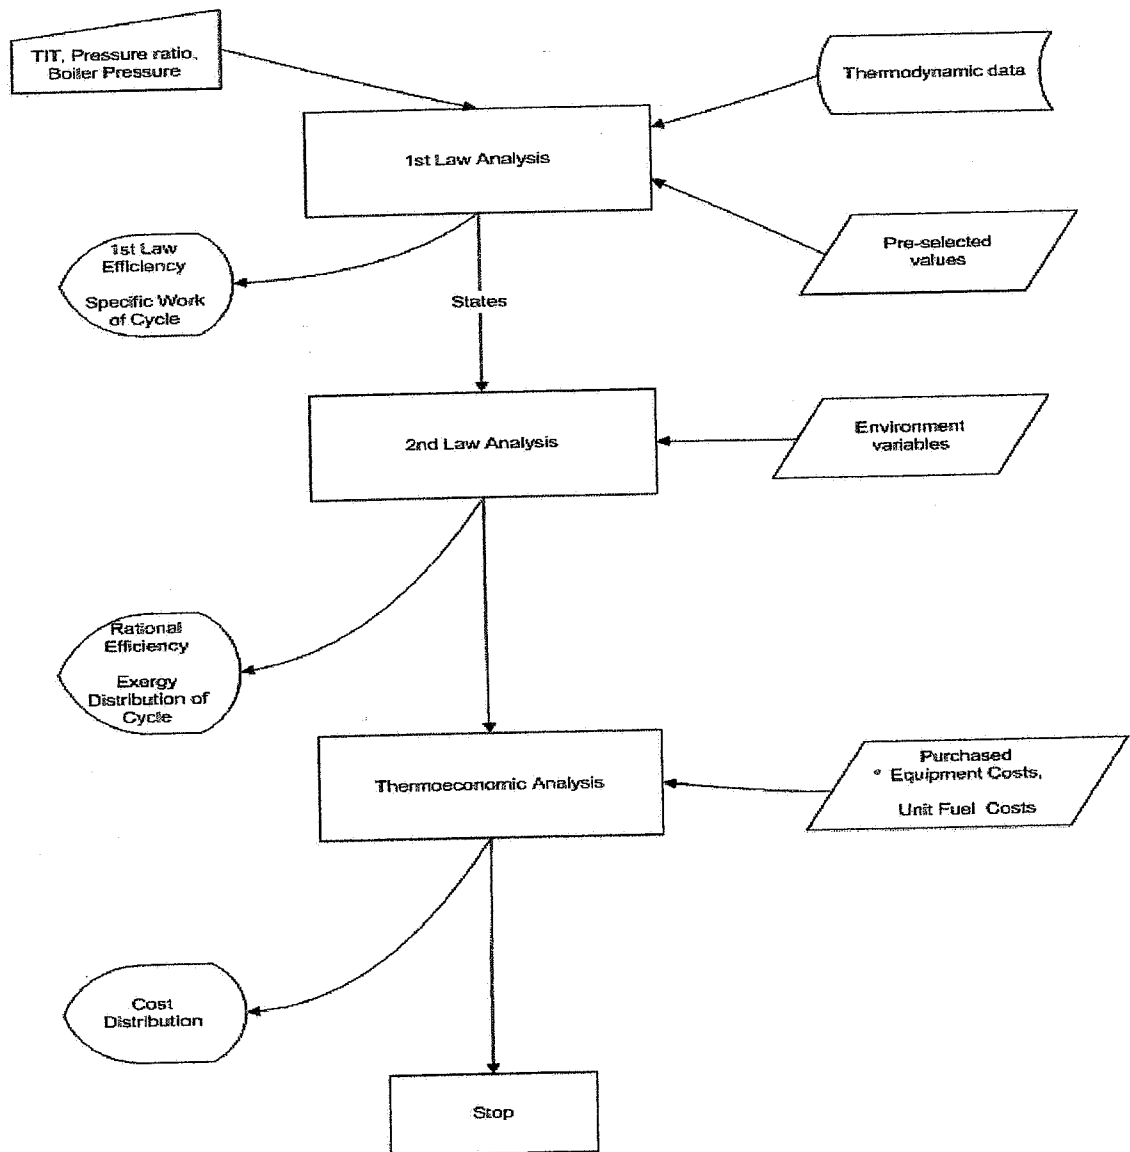 TIT, Pressure ratio,
Boiler Pressure
Thermodynamic data
1st Law Analysis
Pre-selected
values
1st Law
Efficiency
Specific Work
of Cycle
States
2nd Law Analysis
Environment
variables
Rational
Efficiency
Exergy
Distribution of
Cycle
Thermoeconomic Analysis
Purchased
Equipment Costs,
Unit Fuel Costs
Cost
Distribution
Stop